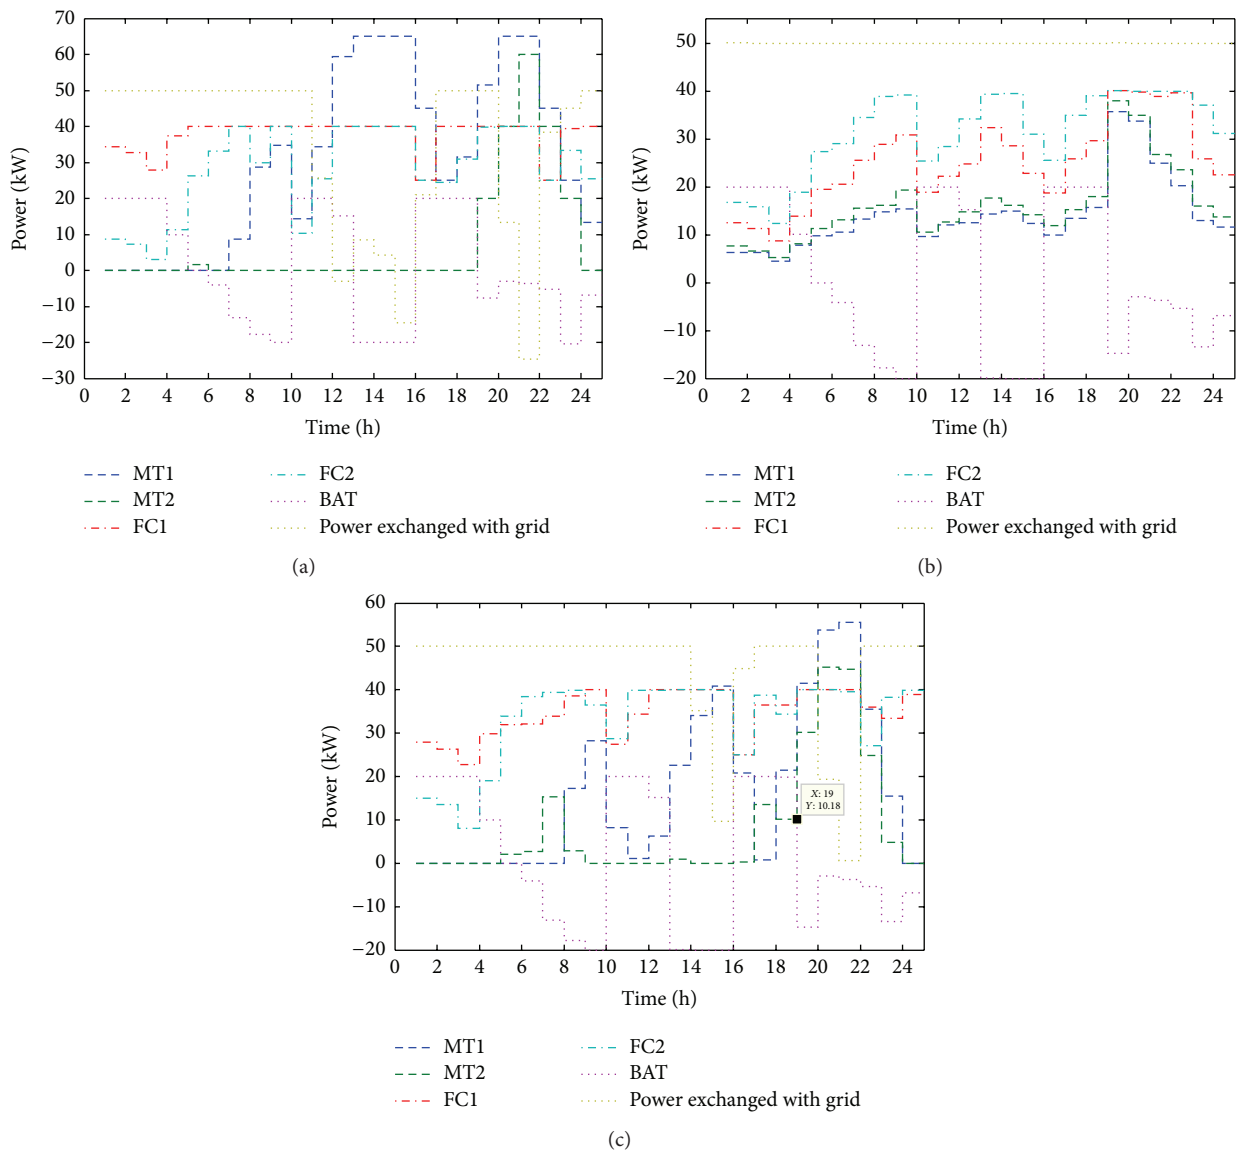 70
60
50
40
30
20
10
0
−10
−20
−30
Power (kW)
0 2 4 6 8 10 12 14 16 18 20 22 24
Time (h)
MT1
MT2
FC1
FC2
BAT
Power exchanged with grid
(a)
50
40
30
20
10
0
−10
−20
Power (kW)
0 2 4 6 8 10 12 14 16 18 20 22 24
Time (h)
MT1
MT2
FC1
FC2
BAT
Power exchanged with grid
(b)
60
50
40
30
20
10
0
−10
−20
Power (kW)
X: 19
Y: 10.18
0 2 4 6 8 10 12 14 16 18 20 22 24
Time (h)
MT1
MT2
FC1
FC2
BAT
Power exchanged with grid
(c)